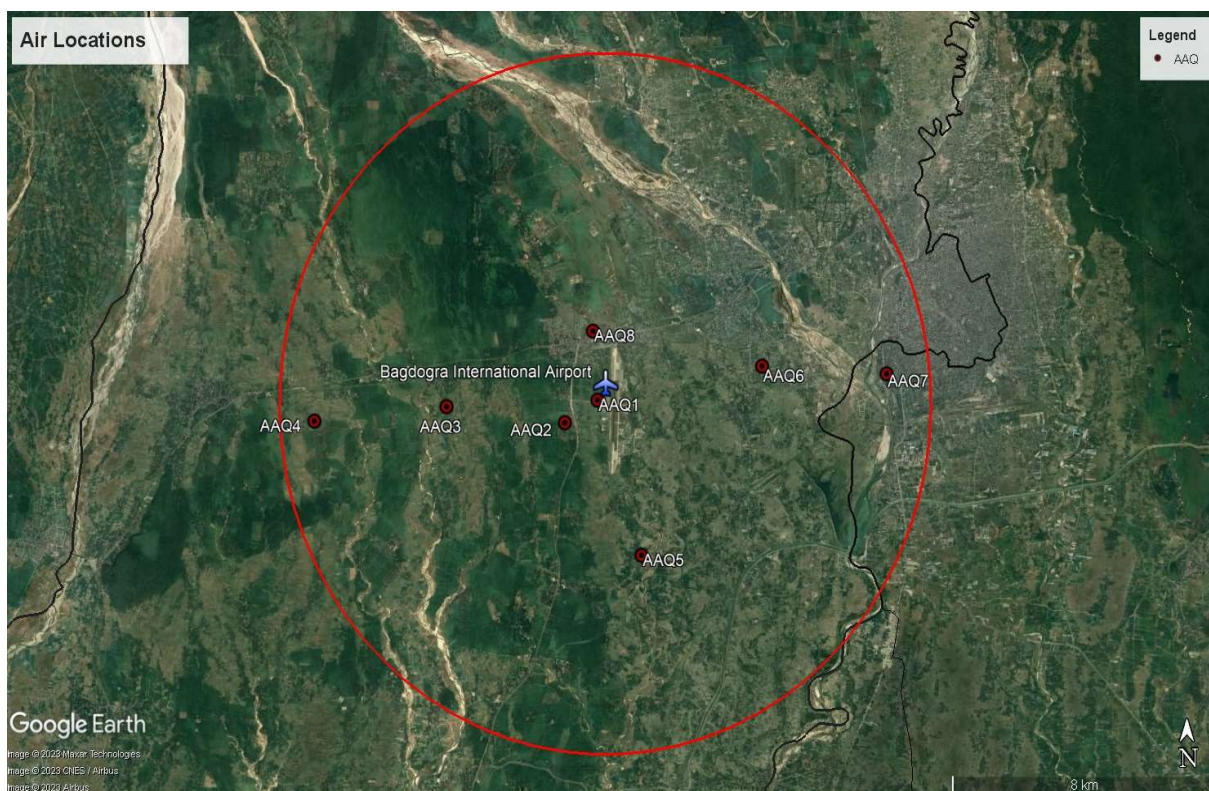 Air Locations
Legend
AAQ
AAQ8
Bagdogra International Airport
AAQ6
AAQ7
AAQ1
AAQ4
AAQ3
AAQ2
AAQ5
Google Earth
Image © 2023 Maxar Technologies
Image © 2023 CNES / Airbus
Image © 2023 Airbus
N
8 km